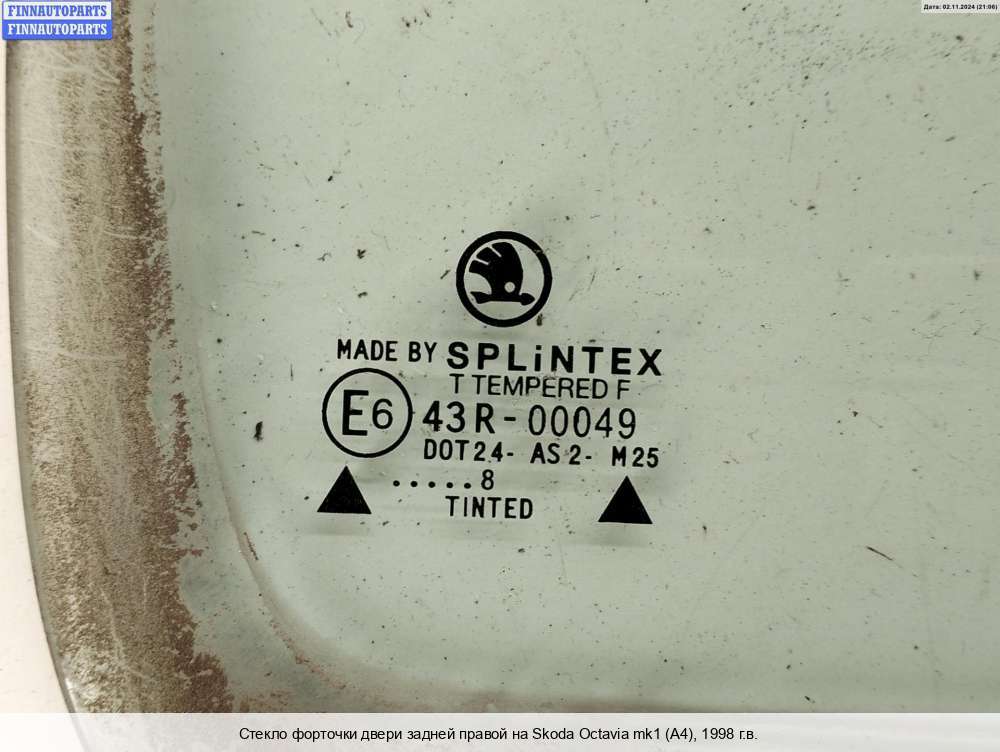 FINNAUTOPARTS
FINNAUTOPARTS
Дата: 02.11.2024 (21:06)
MADE BY SPLiNTEX
T TEMPERED F
E6 43R-00049
DOT24- AS2- M25
.....8
TINTED
Стекло форточки двери задней правой на Skoda Octavia mk1 (A4), 1998 г.в.